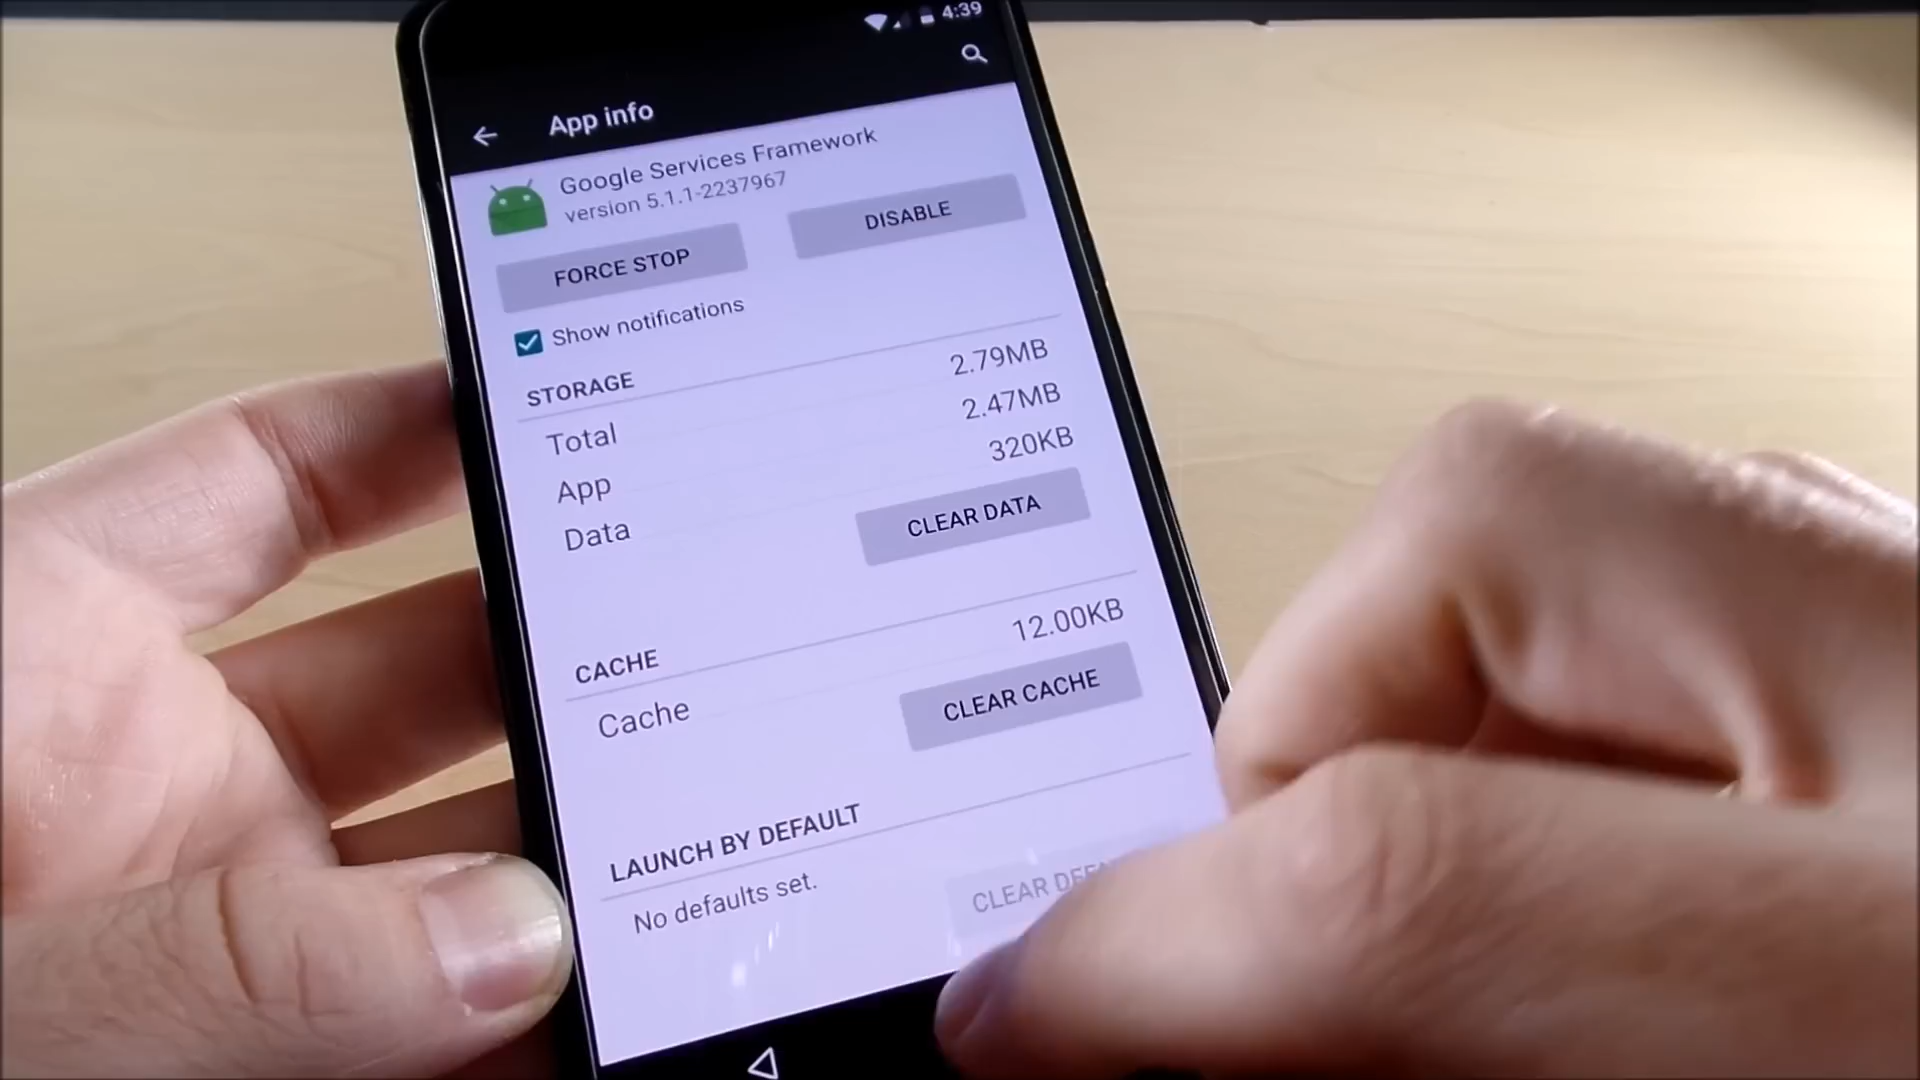 4:39
App info
Google Services Framework
version 5.1.1-2237967
FORCE STOP
DISABLE
Show notifications
STORAGE
Total 2.79MB
App 2.47MB
Data 320KB
CLEAR DATA
CACHE
Cache 12.00KB
CLEAR CACHE
LAUNCH BY DEFAULT
No defaults set.
CLEAR